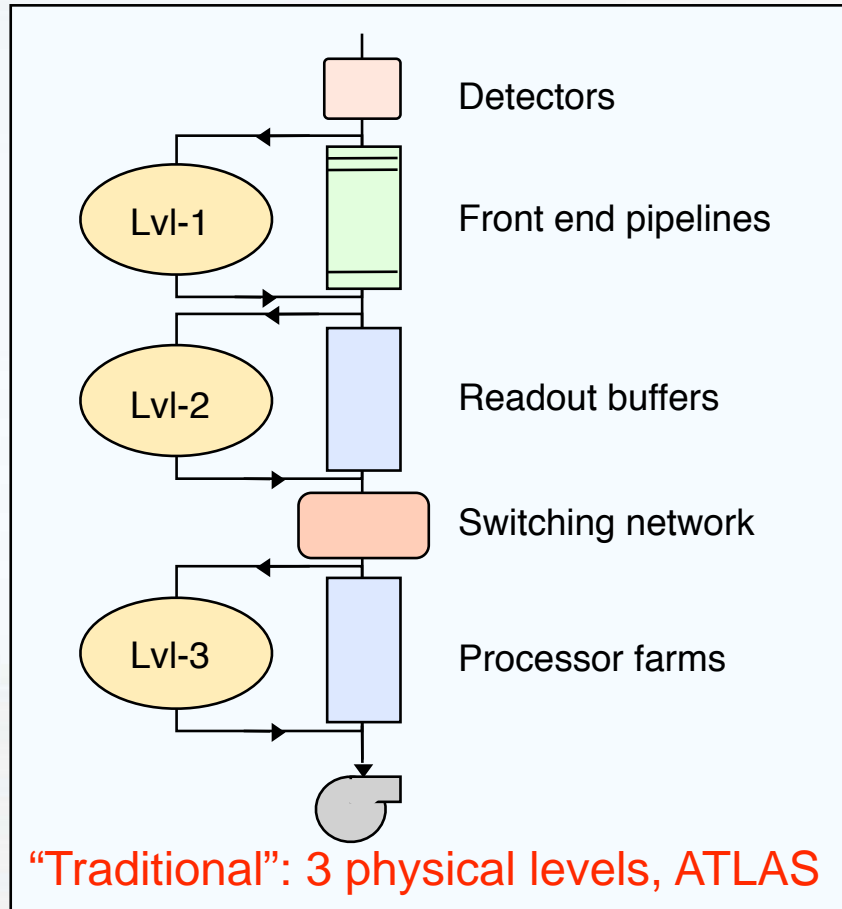 Detectors
Lvl-1
Front end pipelines
Lvl-2
Readout buffers
Switching network
Lvl-3
Processor farms
“Traditional”: 3 physical levels, ATLAS